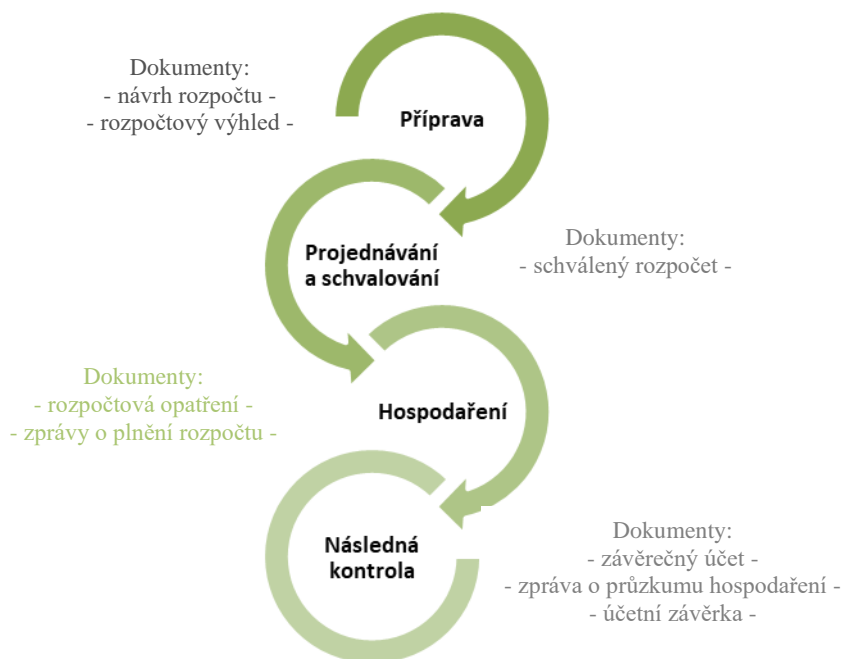 Dokumenty:
- návrh rozpočtu -
- rozpočtový výhled -
Příprava
Projednávání
a schvalování
Dokumenty:
- schválený rozpočet -
Dokumenty:
- rozpočtová opatření -
- zprávy o plnění rozpočtu -
Hospodaření
Následná
kontrola
Dokumenty:
- závěrečný účet -
- zpráva o průzkumu hospodaření -
- účetní závěrka -